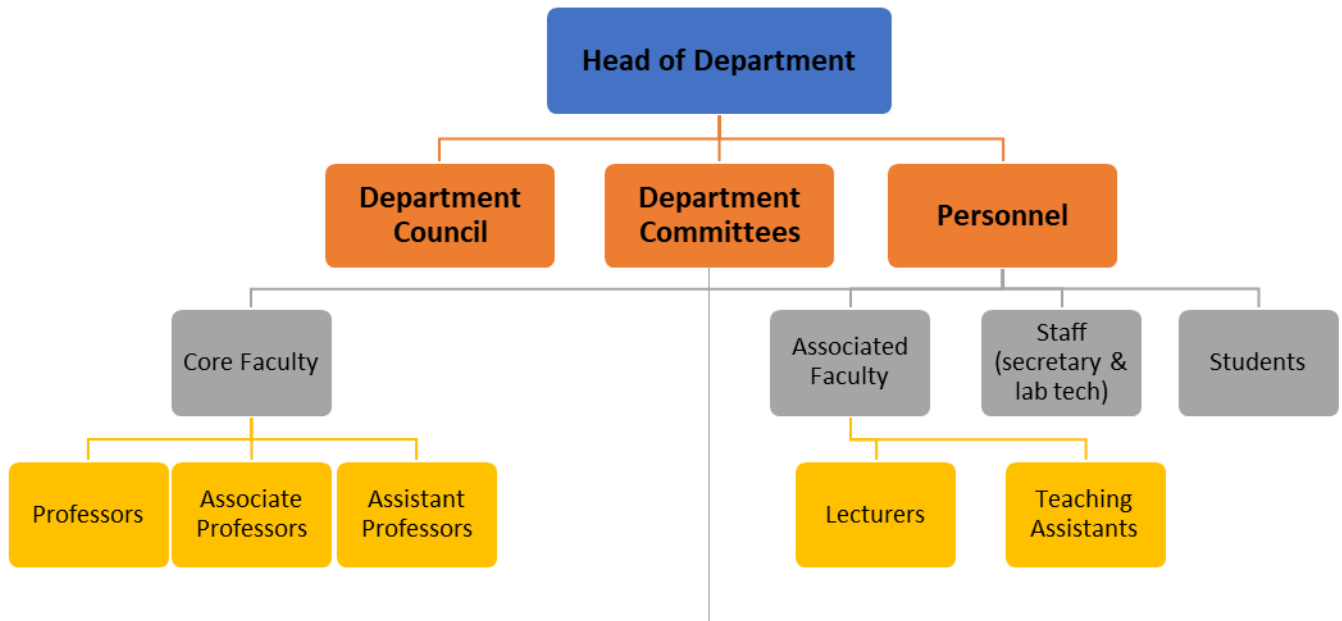 Head of Department
Department
Council
Department
Committees
Personnel
Core Faculty
Associated
Faculty
Staff
(secretary &
lab tech)
Students
Professors
Associate
Professors
Assistant
Professors
Lecturers
Teaching
Assistants